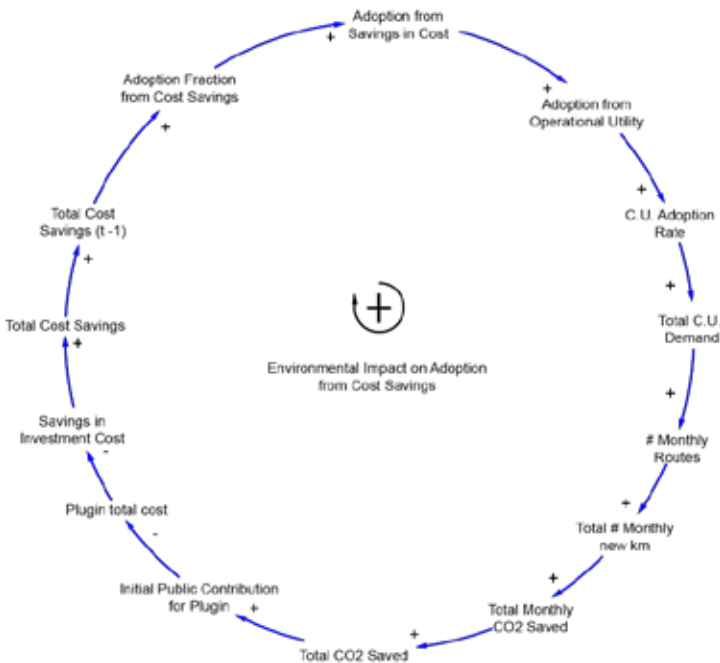 Adoption from
Savings in Cost
+
Adoption Fraction
from Cost Savings
+
Adoption from
Operational Utility
+
+
Total Cost
Savings (t -1)
+
C.U. Adoption
Rate
+
+
Total Cost Savings
+
Total C.U.
Demand
+
Environmental Impact on Adoption
from Cost Savings
+
Savings in
Investment Cost
-
# Monthly
Routes
+
Plugin total cost
-
Total # Monthly
new km
+
Initial Public Contribution
for Plugin
+
Total Monthly
CO2 Saved
+
Total CO2 Saved